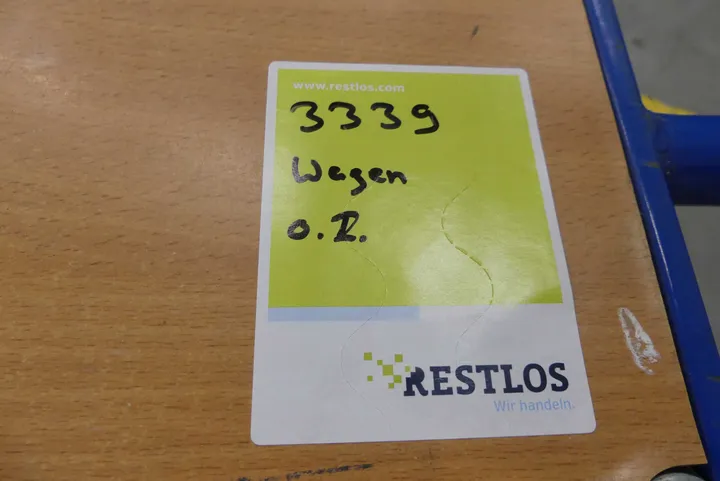 www.restlos.com
3339
Wagen
o. I.
RESTLOS
Wir handeln.